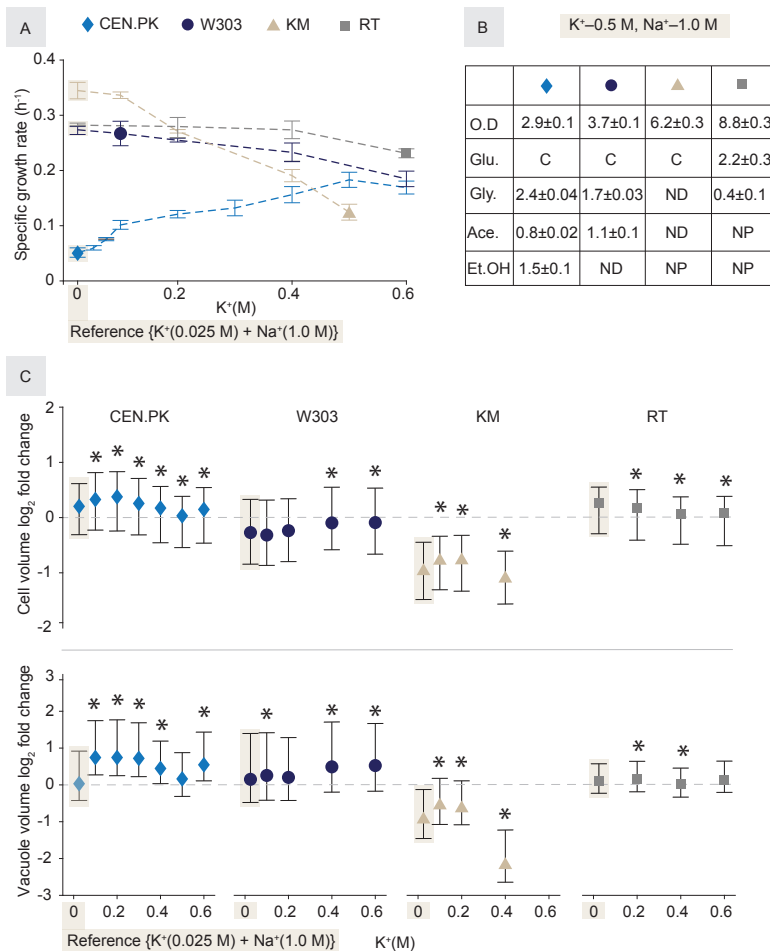 A
CEN.PK W303 KM RT
Specific growth rate (h⁻¹)
0.4
0.3
0.2
0.1
0
0 0.2 0.4 0.6
K⁺(M)
Reference {K⁺(0.025 M) + Na⁺(1.0 M)}
B
K⁺–0.5 M, Na⁺–1.0 M
O.D 2.9±0.1 3.7±0.1 6.2±0.3 8.8±0.3
Glu. C C C 2.2±0.3
Gly. 2.4±0.04 1.7±0.03 ND 0.4±0.1
Ace. 0.8±0.02 1.1±0.1 ND NP
Et.OH 1.5±0.1 ND NP NP
C
CEN.PK W303 KM RT
Cell volume log₂ fold change
2
1
0
-1
-2
* * * * * *
* *
* * *
* * *
Vacuole volume log₂ fold change
3
2
1
0
-1
-2
-3
* * * * *
* * *
* * *
* *
0 0.2 0.4 0.6 0 0.2 0.4 0.6 0 0.2 0.4 0.6 0 0.2 0.4 0.6
Reference {K⁺(0.025 M) + Na⁺(1.0 M)} K⁺(M)